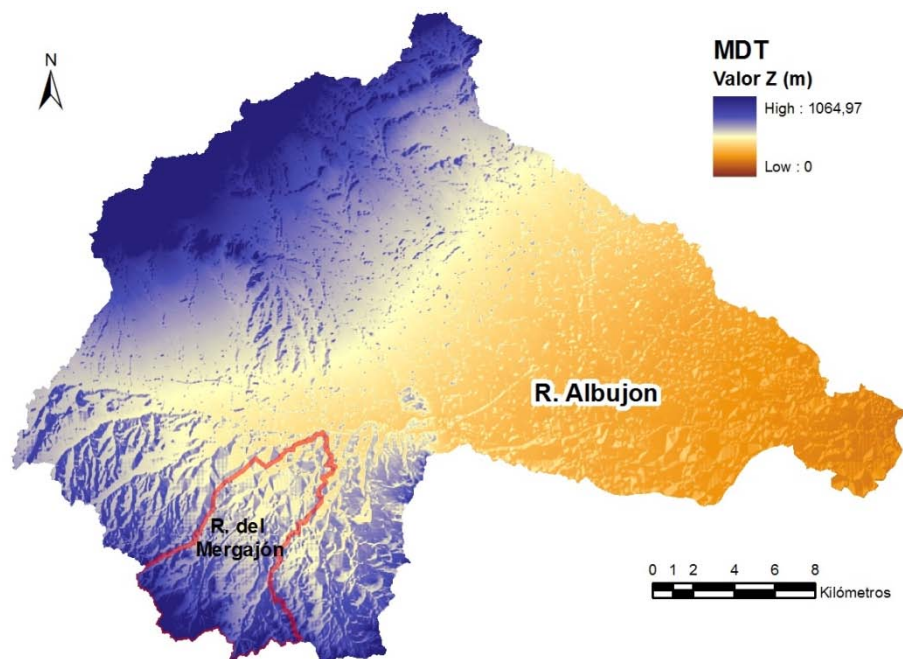 N
MDT
Valor Z (m)
High : 1064,97
Low : 0
R. Albujon
R. del
Mergajón
0 1 2 4 6 8
Kilómetros